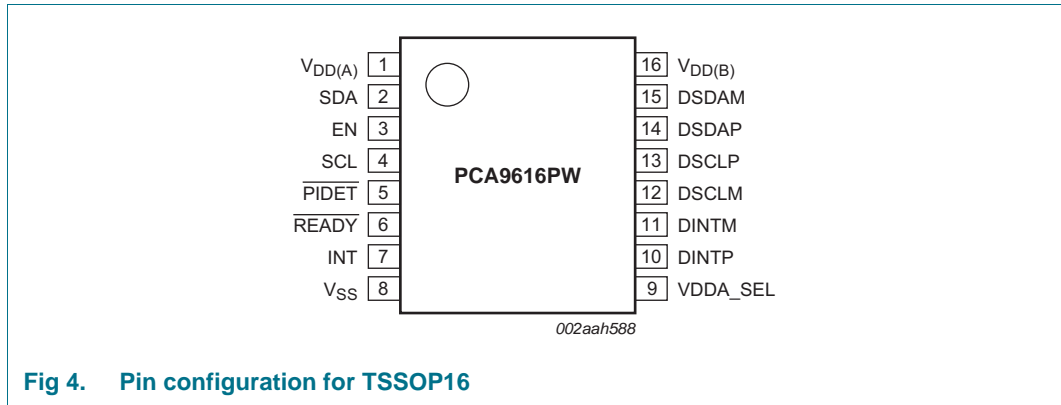 VDD(A) 1
SDA 2
EN 3
SCL 4
PIDET 5
READY 6
INT 7
VSS 8
PCA9616PW
16 VDD(B)
15 DSDAM
14 DSDAP
13 DSCLP
12 DSCLM
11 DINTM
10 DINTP
9 VDDA_SEL
002aah588
Fig 4. Pin configuration for TSSOP16